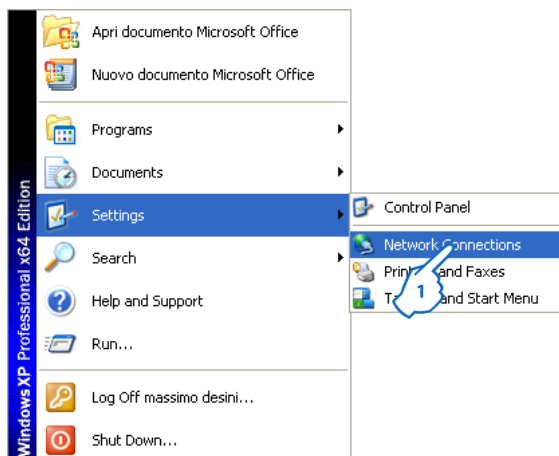 Apri documento Microsoft Office
Nuovo documento Microsoft Office
Programs
Documents
Settings
Search
Help and Support
Run...
Log Off massimo desini...
Shut Down...
Windows XP Professional x64 Edition
Control Panel
Network Connections
and Faxes
and Start Menu
1